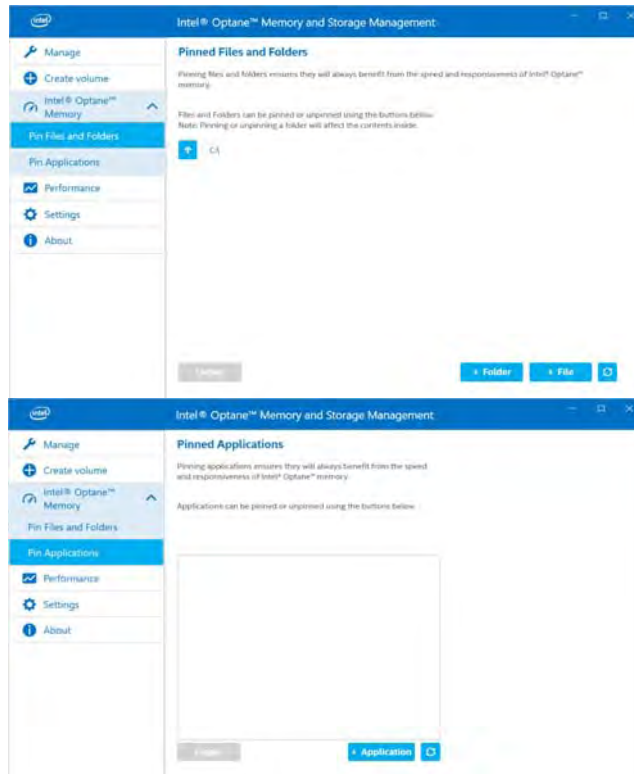 intel
Intel® Optane™ Memory and Storage Management
Manage
Create volume
Intel® Optane™
Memory
Pin Files and Folders
Pin Applications
Performance
Settings
About
Pinned Files and Folders
Pinning files and folders ensures they will always benefit from the speed and responsiveness of Intel® Optane™
memory.
Files and Folders can be pinned or unpinned using the buttons below.
Note: Pinning or unpinning a folder will affect the contents inside.
C:\
+ Folder
+ File
intel
Intel® Optane™ Memory and Storage Management
Manage
Create volume
Intel® Optane™
Memory
Pin Files and Folders
Pin Applications
Performance
Settings
About
Pinned Applications
Pinning applications ensures they will always benefit from the speed
and responsiveness of Intel® Optane™ memory.
Applications can be pinned or unpinned using the buttons below.
+ Application